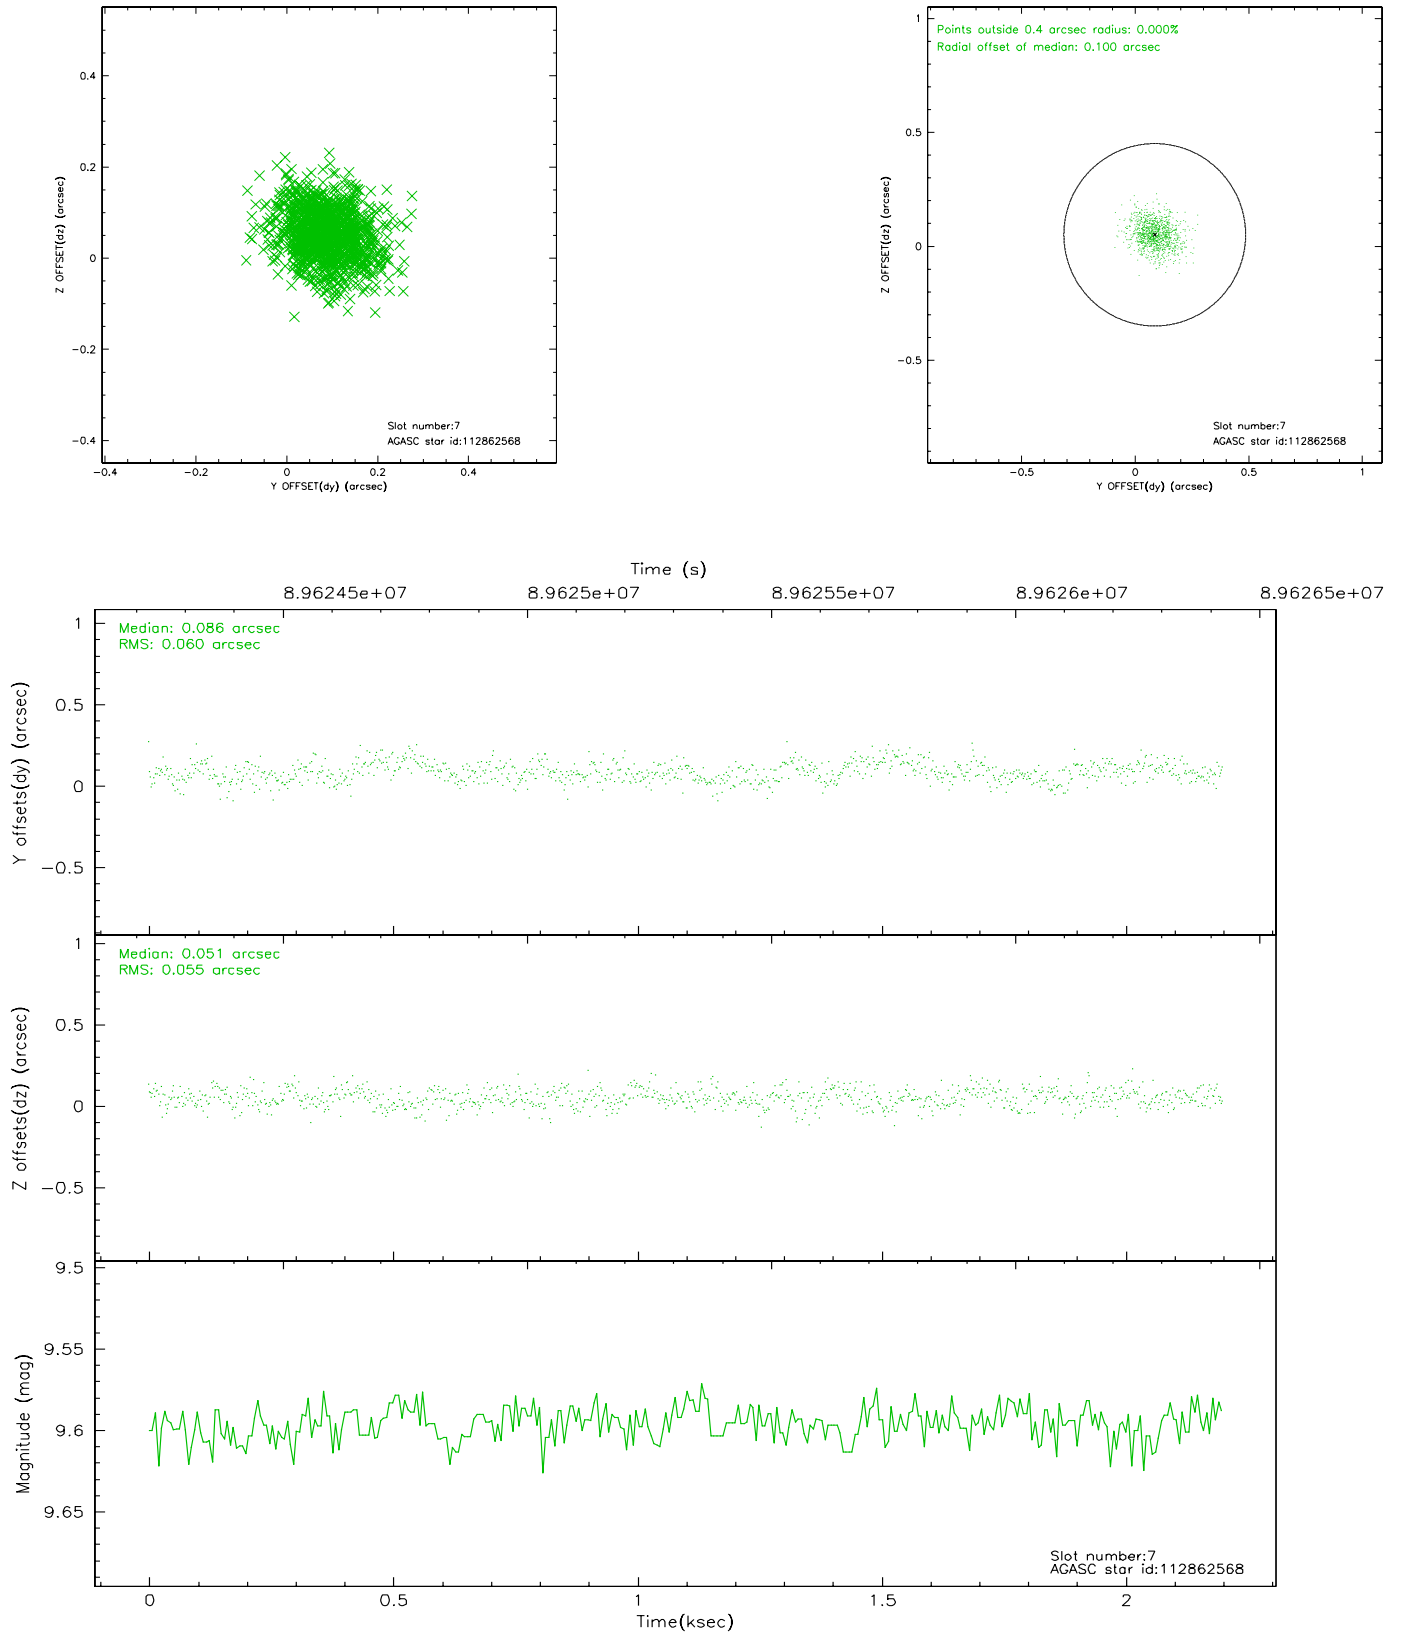 0.4
0.2
0
−0.2
−0.4
Z OFFSET(dz) (arcsec)
Slot number:7
AGASC star id:112862568
−0.4
−0.2
0
0.2
0.4
Y OFFSET(dy) (arcsec)
Points outside 0.4 arcsec radius: 0.000%
Radial offset of median: 0.100 arcsec
1
0.5
0
−0.5
Z OFFSET(dz) (arcsec)
Slot number:7
AGASC star id:112862568
−0.5
0
0.5
1
Y OFFSET(dy) (arcsec)
Time (s)
8.96245e+07
8.9625e+07
8.96255e+07
8.9626e+07
8.96265e+07
Median: 0.086 arcsec
RMS: 0.060 arcsec
1
0.5
0
−0.5
Y offsets(dy) (arcsec)
Median: 0.051 arcsec
RMS: 0.055 arcsec
1
0.5
0
−0.5
Z offsets(dz) (arcsec)
9.5
9.55
9.6
9.65
Magnitude (mag)
Slot number:7
AGASC star id:112862568
0
0.5
1
1.5
2
Time(ksec)